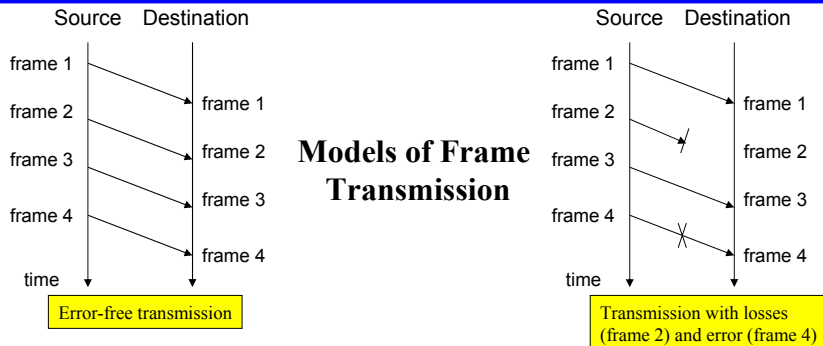 Source Destination
frame 1
frame 1
frame 2
frame 2
frame 3
frame 3
frame 4
frame 4
time
Error-free transmission
Models of Frame
Transmission
Source Destination
frame 1
frame 1
frame 2
frame 2
frame 3
frame 3
frame 4
frame 4
time
Transmission with losses
(frame 2) and error (frame 4)